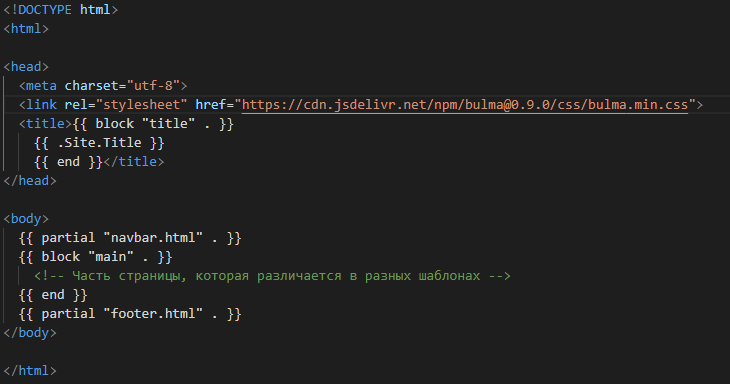 <!DOCTYPE html>
<html>
<head>
<meta charset="utf-8">
<link rel="stylesheet" href="https://cdn.jsdelivr.net/npm/bulma@0.9.0/css/bulma.min.css">
<title>{{ block "title" . }}
{{ .Site.Title }}
{{ end }}</title>
</head>
<body>
{{ partial "navbar.html" . }}
{{ block "main" . }}
<!-- Часть страницы, которая различается в разных шаблонах -->
{{ end }}
{{ partial "footer.html" . }}
</body>
</html>